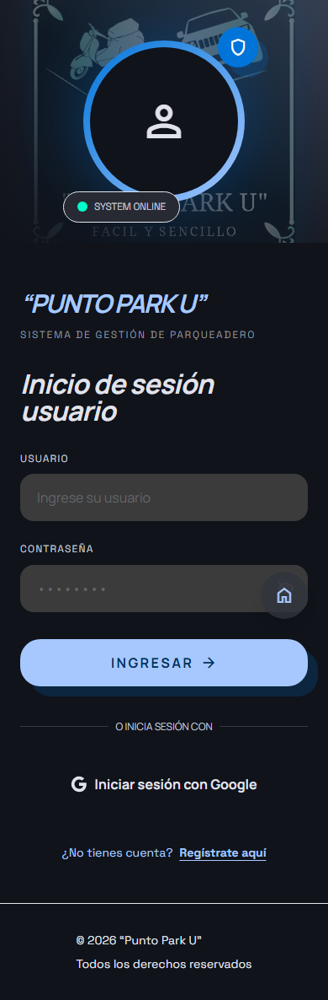 ARK U"
SYSTEM ONLINE
FACIL Y SENCILLO
“PUNTO PARK U”
SISTEMA DE GESTIÓN DE PARQUEADERO
Inicio de sesión
usuario
USUARIO
Ingrese su usuario
CONTRASEÑA
INGRESAR
O INICIA SESIÓN CON
G Iniciar sesión con Google
¿No tienes cuenta? Regístrate aquí
© 2026 “Punto Park U”
Todos los derechos reservados